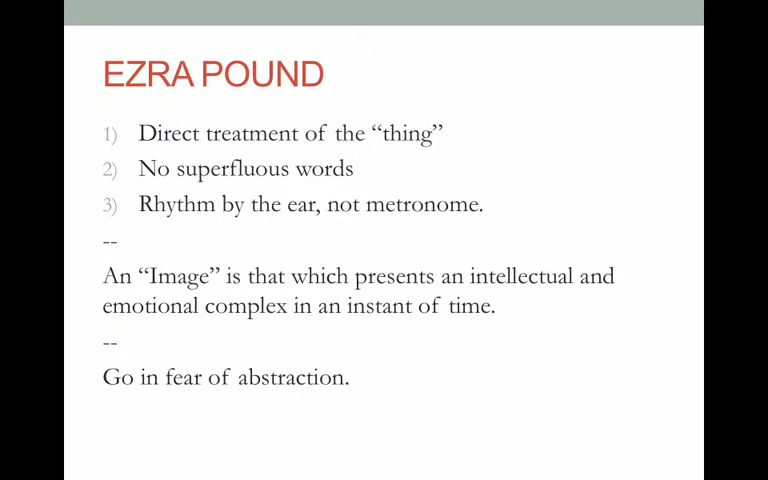 EZRA POUND
1) Direct treatment of the “thing”
2) No superfluous words
3) Rhythm by the ear, not metronome.
--
An “Image” is that which presents an intellectual and
emotional complex in an instant of time.
--
Go in fear of abstraction.